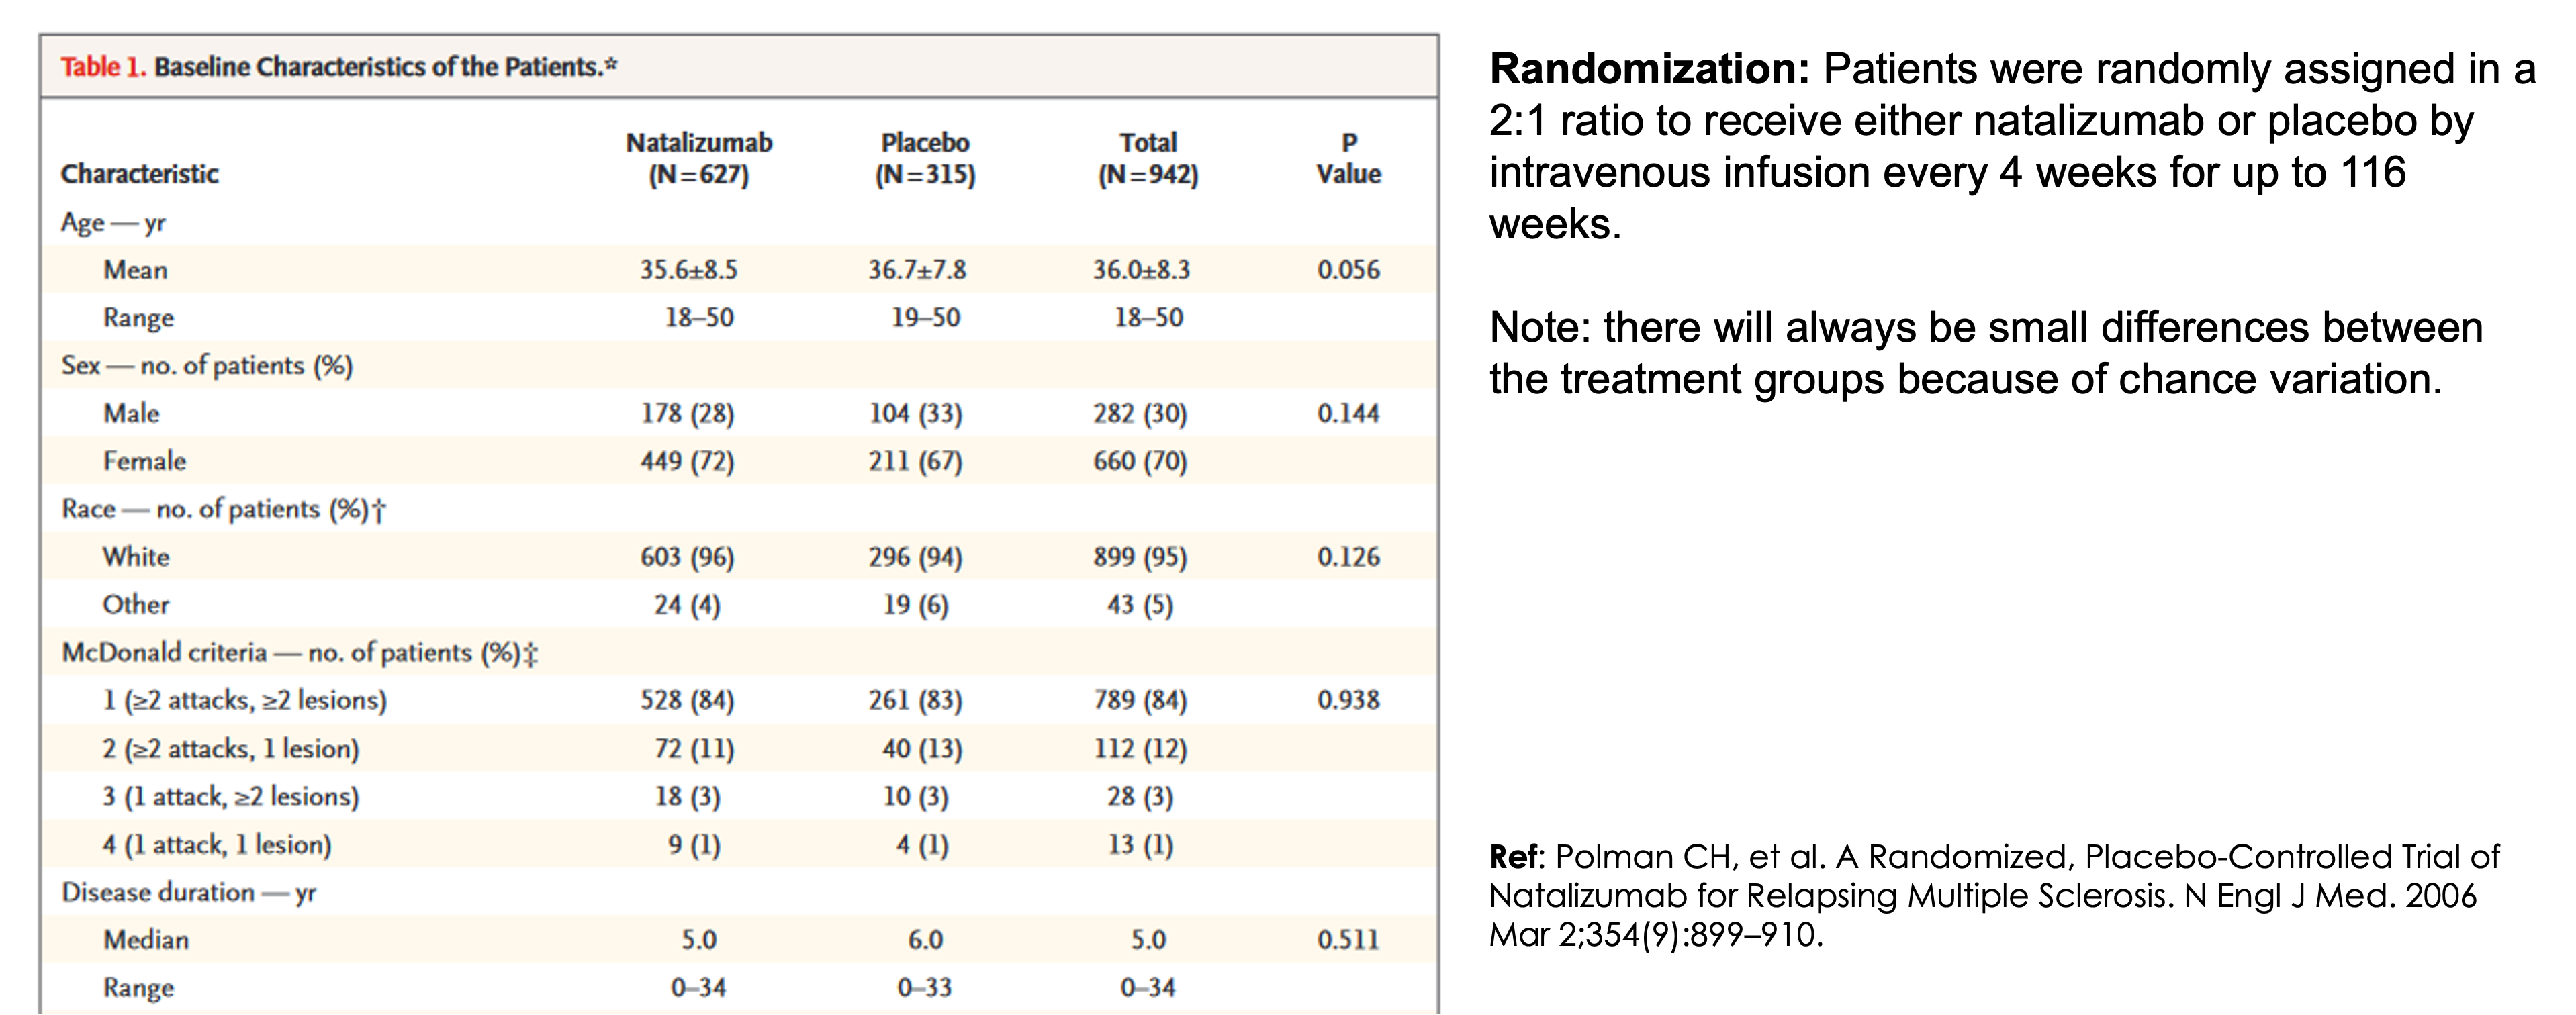 Table 1. Baseline Characteristics of the Patients.*
Characteristic Natalizumab (N=627) Placebo (N=315) Total (N=942) P Value
Age — yr
Mean 35.6±8.5 36.7±7.8 36.0±8.3 0.056
Range 18–50 19–50 18–50
Sex — no. of patients (%)
Male 178 (28) 104 (33) 282 (30) 0.144
Female 449 (72) 211 (67) 660 (70)
Race — no. of patients (%)†
White 603 (96) 296 (94) 899 (95) 0.126
Other 24 (4) 19 (6) 43 (5)
McDonald criteria — no. of patients (%)‡
1 (≥2 attacks, ≥2 lesions) 528 (84) 261 (83) 789 (84) 0.938
2 (≥2 attacks, 1 lesion) 72 (11) 40 (13) 112 (12)
3 (1 attack, ≥2 lesions) 18 (3) 10 (3) 28 (3)
4 (1 attack, 1 lesion) 9 (1) 4 (1) 13 (1)
Disease duration — yr
Median 5.0 6.0 5.0 0.511
Range 0–34 0–33 0–34
Randomization: Patients were randomly assigned in a
2:1 ratio to receive either natalizumab or placebo by
intravenous infusion every 4 weeks for up to 116
weeks.
Note: there will always be small differences between
the treatment groups because of chance variation.
Ref: Polman CH, et al. A Randomized, Placebo-Controlled Trial of
Natalizumab for Relapsing Multiple Sclerosis. N Engl J Med. 2006
Mar 2;354(9):899–910.